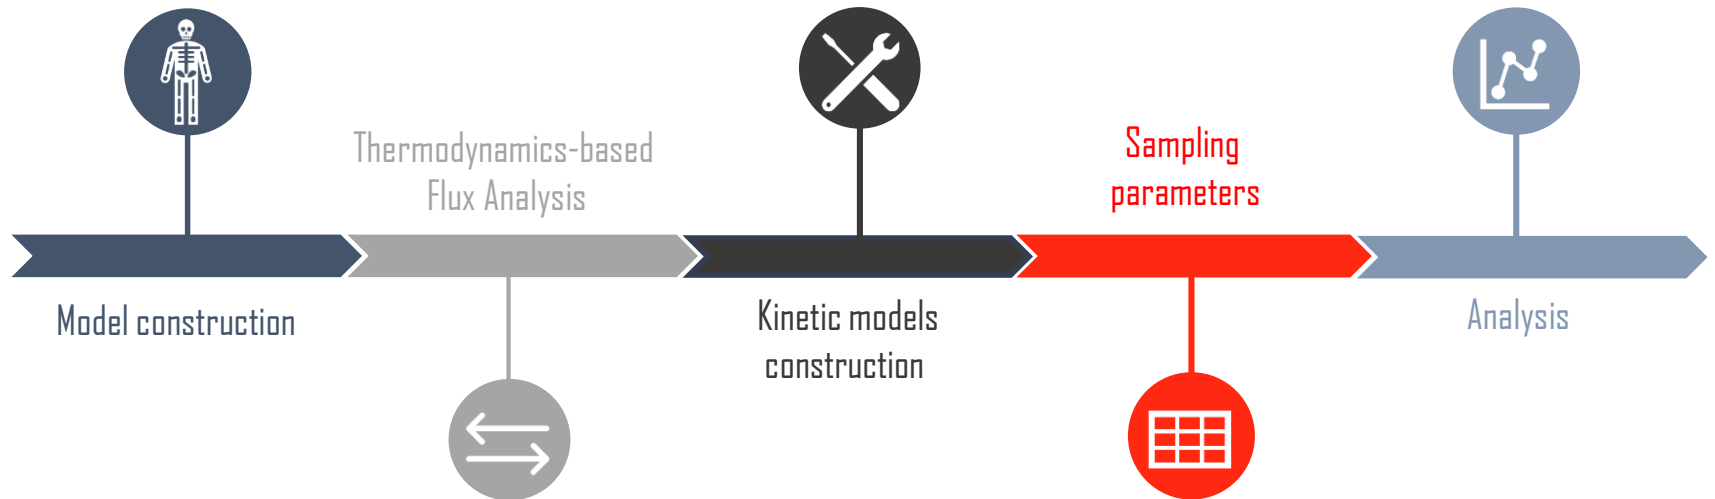 Model construction
Thermodynamics-based
Flux Analysis
Kinetic models
construction
Sampling
parameters
Analysis